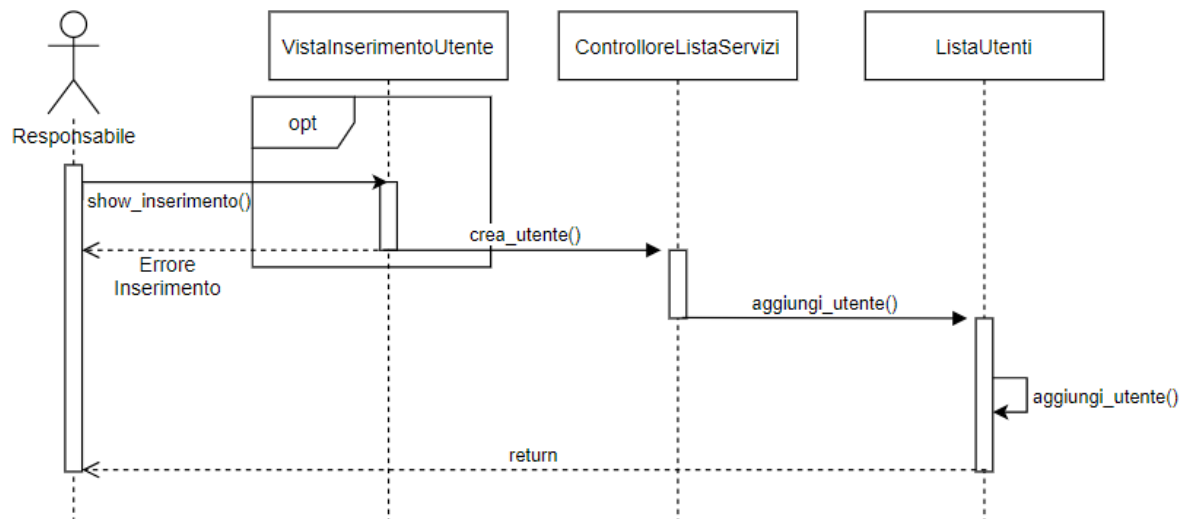 VistaInserimentoUtente
ControlloreListaServizi
ListaUtenti
opt
Responsabile
show_inserimento()
crea_utente()
Errore
Inserimento
aggiungi_utente()
aggiungi_utente()
return